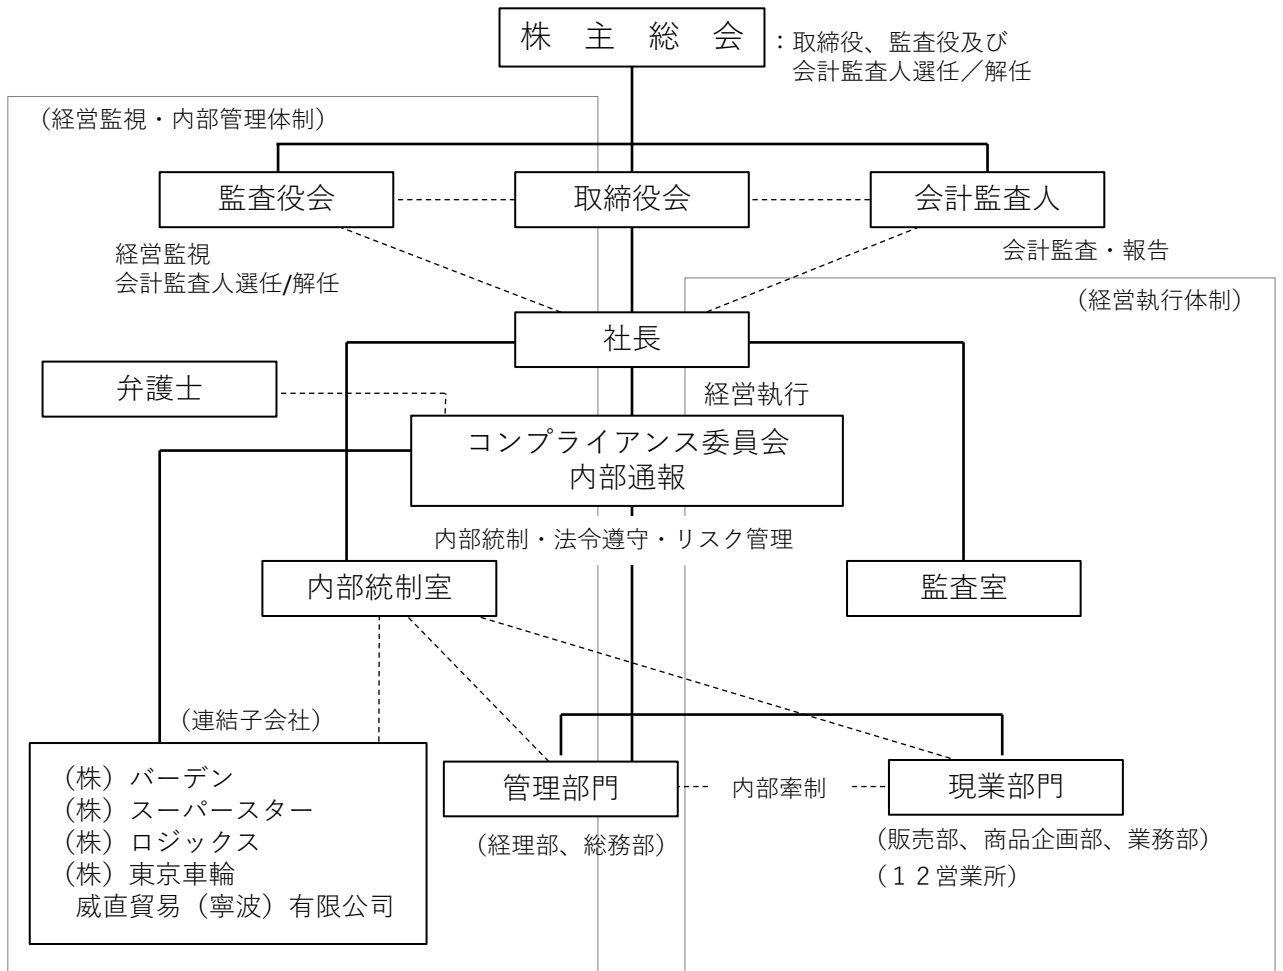 株　主　総　会
：取締役、監査役及び
会計監査人選任／解任
（経営監視・内部管理体制）
監査役会
取締役会
会計監査人
経営監視
会計監査人選任/解任
会計監査・報告
（経営執行体制）
社長
弁護士
経営執行
コンプライアンス委員会
内部通報
内部統制・法令遵守・リスク管理
内部統制室
監査室
（連結子会社）
（株）バーデン
（株）スーパースター
（株）ロジックス
（株）東京車輪
威直貿易（寧波）有限公司
管理部門
内部牽制
現業部門
（経理部、総務部）
（販売部、商品企画部、業務部）
（１２営業所）